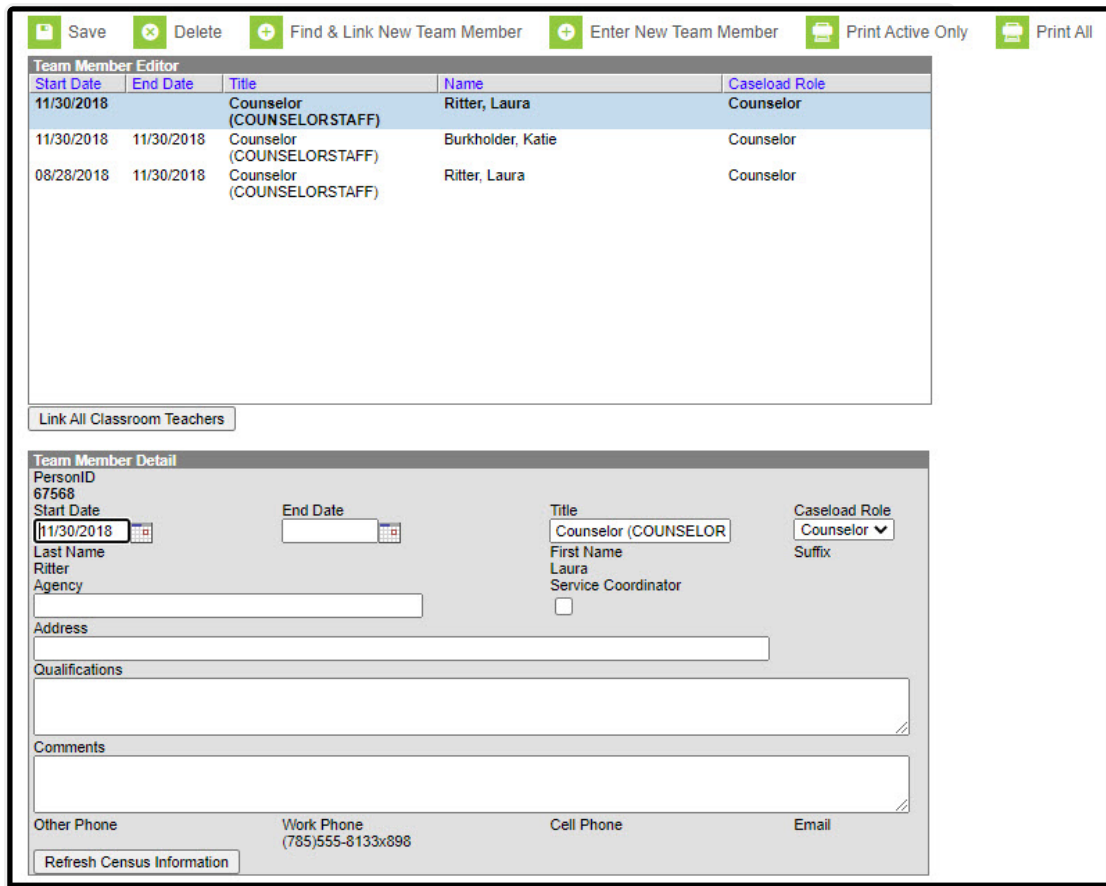 Save Delete Find & Link New Team Member Enter New Team Member Print Active Only Print All
Team Member Editor
Start Date End Date Title Name Caseload Role
11/30/2018 Counselor Ritter, Laura Counselor
(COUNSELORSTAFF)
11/30/2018 11/30/2018 Counselor Burkholder, Katie Counselor
(COUNSELORSTAFF)
08/28/2018 11/30/2018 Counselor Ritter, Laura Counselor
(COUNSELORSTAFF)
Link All Classroom Teachers
Team Member Detail
PersonID
67568
Start Date End Date Title Caseload Role
11/30/2018 Counselor (COUNSELOR Counselor
Last Name First Name Suffix
Ritter Laura
Agency Service Coordinator
Address
Qualifications
Comments
Other Phone Work Phone Cell Phone Email
(785)555-8133x898
Refresh Census Information